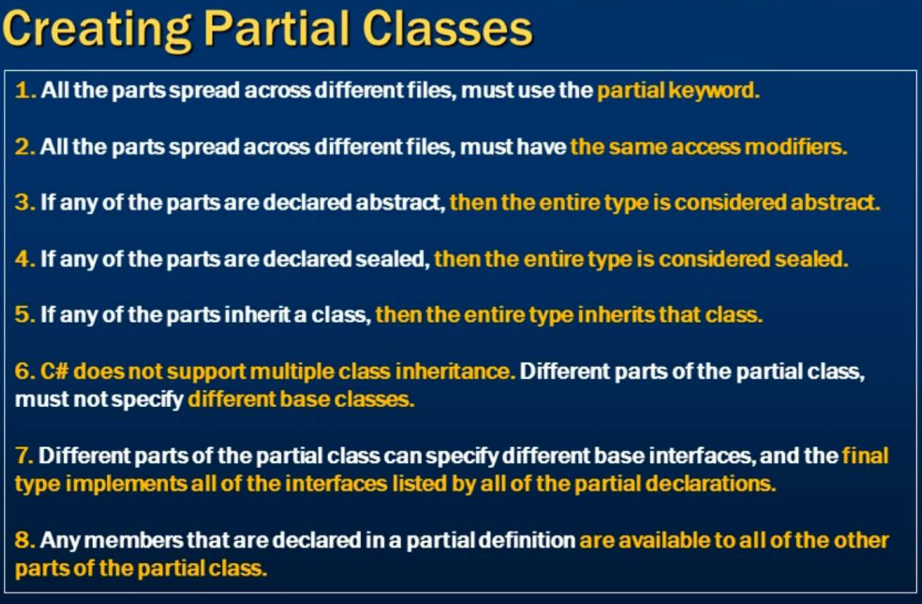 Creating Partial Classes
1. All the parts spread across different files, must use the partial keyword.
2. All the parts spread across different files, must have the same access modifiers.
3. If any of the parts are declared abstract, then the entire type is considered abstract.
4. If any of the parts are declared sealed, then the entire type is considered sealed.
5. If any of the parts inherit a class, then the entire type inherits that class.
6. C# does not support multiple class inheritance. Different parts of the partial class,
must not specify different base classes.
7. Different parts of the partial class can specify different base interfaces, and the final
type implements all of the interfaces listed by all of the partial declarations.
8. Any members that are declared in a partial definition are available to all of the other
parts of the partial class.